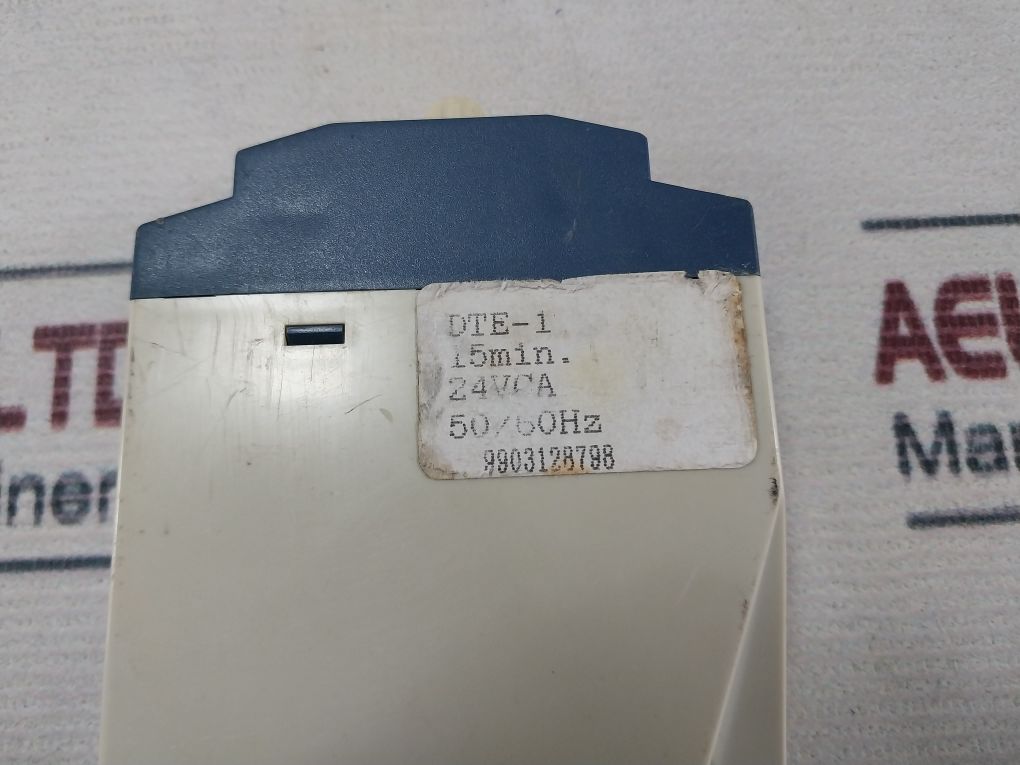 DTE-1
15min.
24VCA
50/60Hz
9903128798